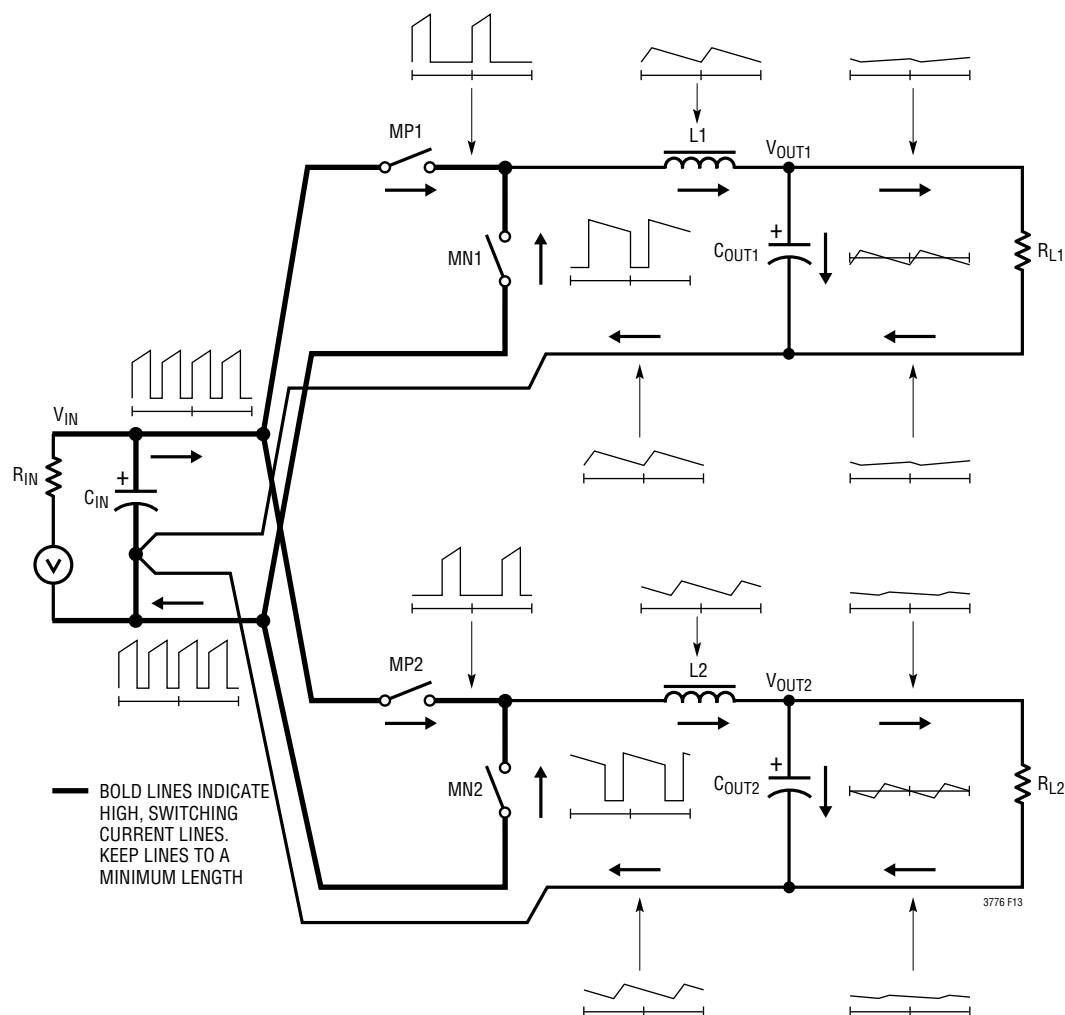 MP1
L1
VOUT1
MN1
COUT1
RL1
VIN
RIN
CIN
MP2
L2
VOUT2
MN2
COUT2
RL2
BOLD LINES INDICATE
HIGH, SWITCHING
CURRENT LINES.
KEEP LINES TO A
MINIMUM LENGTH
+
+
+
V
3776 F13